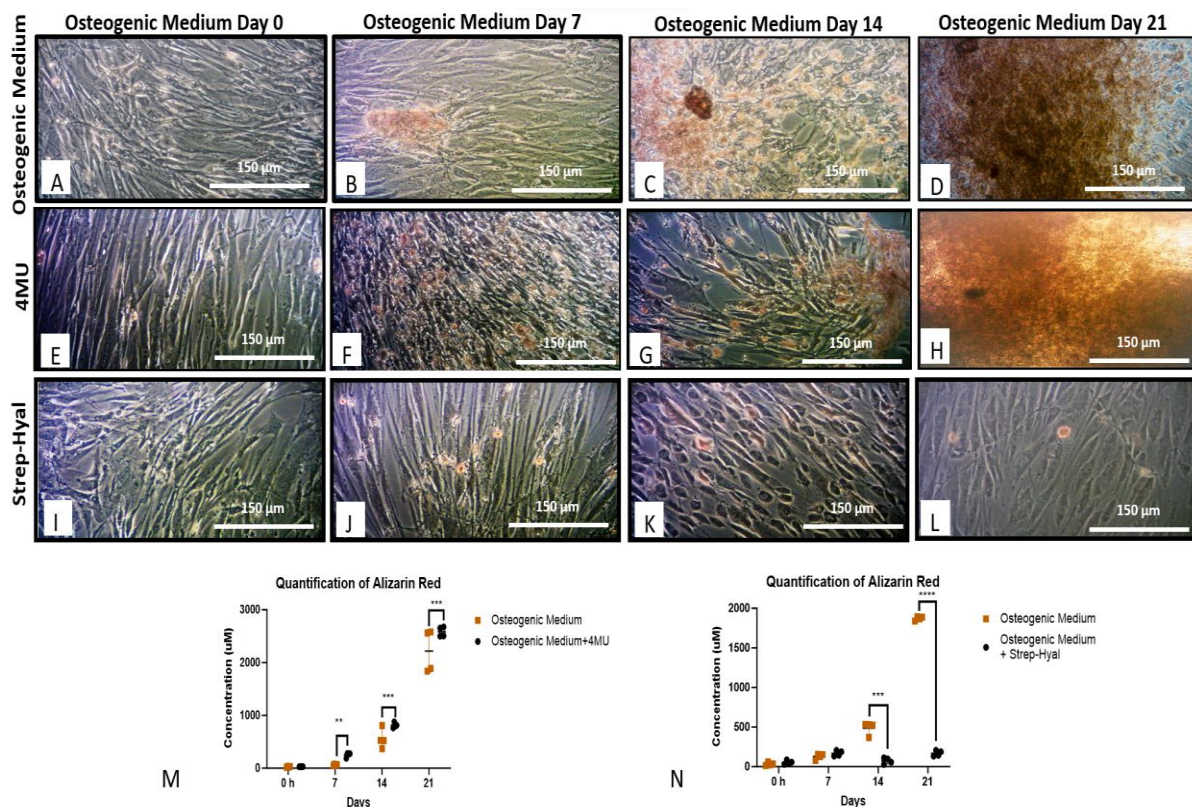 Osteogenic Medium Day 0
Osteogenic Medium Day 7
Osteogenic Medium Day 14
Osteogenic Medium Day 21
Osteogenic Medium
A
150 µm
B
150 µm
C
150 µm
D
150 µm
4MU
E
150 µm
F
150 µm
G
150 µm
H
150 µm
Strep-Hyal
I
150 µm
J
150 µm
K
150 µm
L
150 µm
Quantification of Alizarin Red
Concentration (uM)
3000
2000
1000
0
0 h
7
14
21
Days
**
***
***
Osteogenic Medium
Osteogenic Medium+4MU
M
Quantification of Alizarin Red
Concentration (uM)
2000
1500
1000
500
0
0 h
7
14
21
Days
***
****
Osteogenic Medium
Osteogenic Medium
+ Strep-Hyal
N